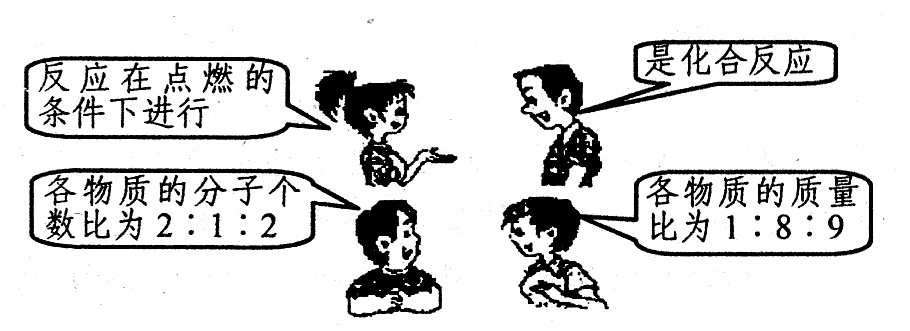 反应在点燃的
条件下进行
是化合反应
各物质的分子个
数比为2∶1∶2
各物质的质量
比为1∶8∶9